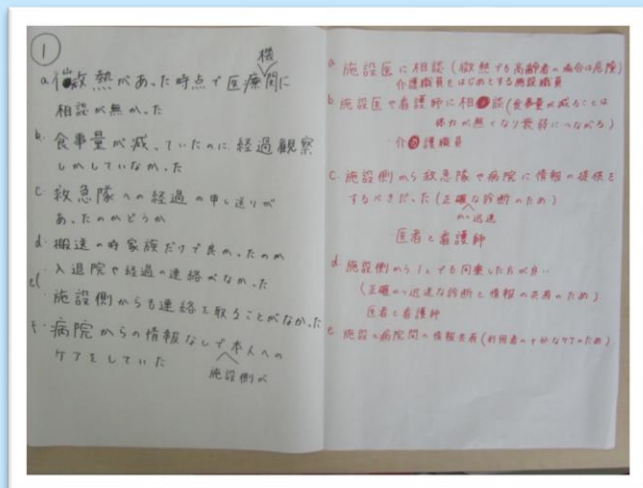 ①
a 微熱があった時点で医療機関に
相談が無かった
b. 食事量が減っていたのに経過観察
しかしていなかった
c 救急隊への経過の申し送りが
あったのかどうか
d. 搬送の時家族だけで良かったのか
e( 入退院や経過の連絡がなかった
施設側からも連絡を取ることがなかった
f. 病院からの情報なしで施設側が本人への
ケアをしていた
a 施設医に相談(微熱でも高齢者の場合は危険)
介護職員をはじめとする施設職員
b 施設医や看護師に相談(食事量が減ることは
体力が無くなり衰弱につながる)
介護職員
c. 施設側から救急隊や病院に情報の提供を
するべきだった(正確かつ迅速な診断のため)
医者と看護師
d 施設側から1人でも同乗した方が良い
(正確かつ迅速な診断と情報の共有のため)
医者と看護師
e 施設と病院間の情報共有(利用者の十分なケアのため)